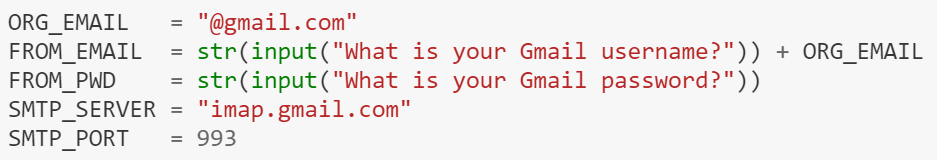 ORG_EMAIL   = "@gmail.com"
FROM_EMAIL  = str(input("What is your Gmail username?")) + ORG_EMAIL
FROM_PWD    = str(input("What is your Gmail password?"))
SMTP_SERVER = "imap.gmail.com"
SMTP_PORT   = 993